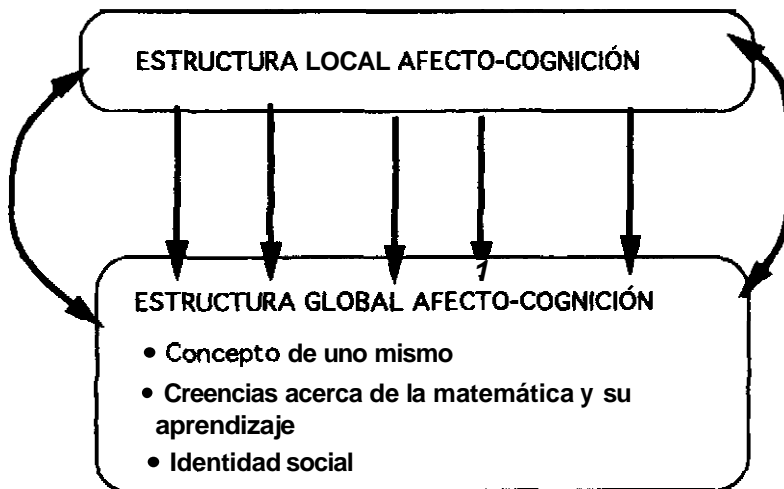 ESTRUCTURA LOCAL AFECTO-COGNICIÓN
ESTRUCTURA GLOBAL AFECTO-COGNICIÓN
• Concepto de uno mismo
• Creencias acerca de la matemática y su
aprendizaje
• Identidad social